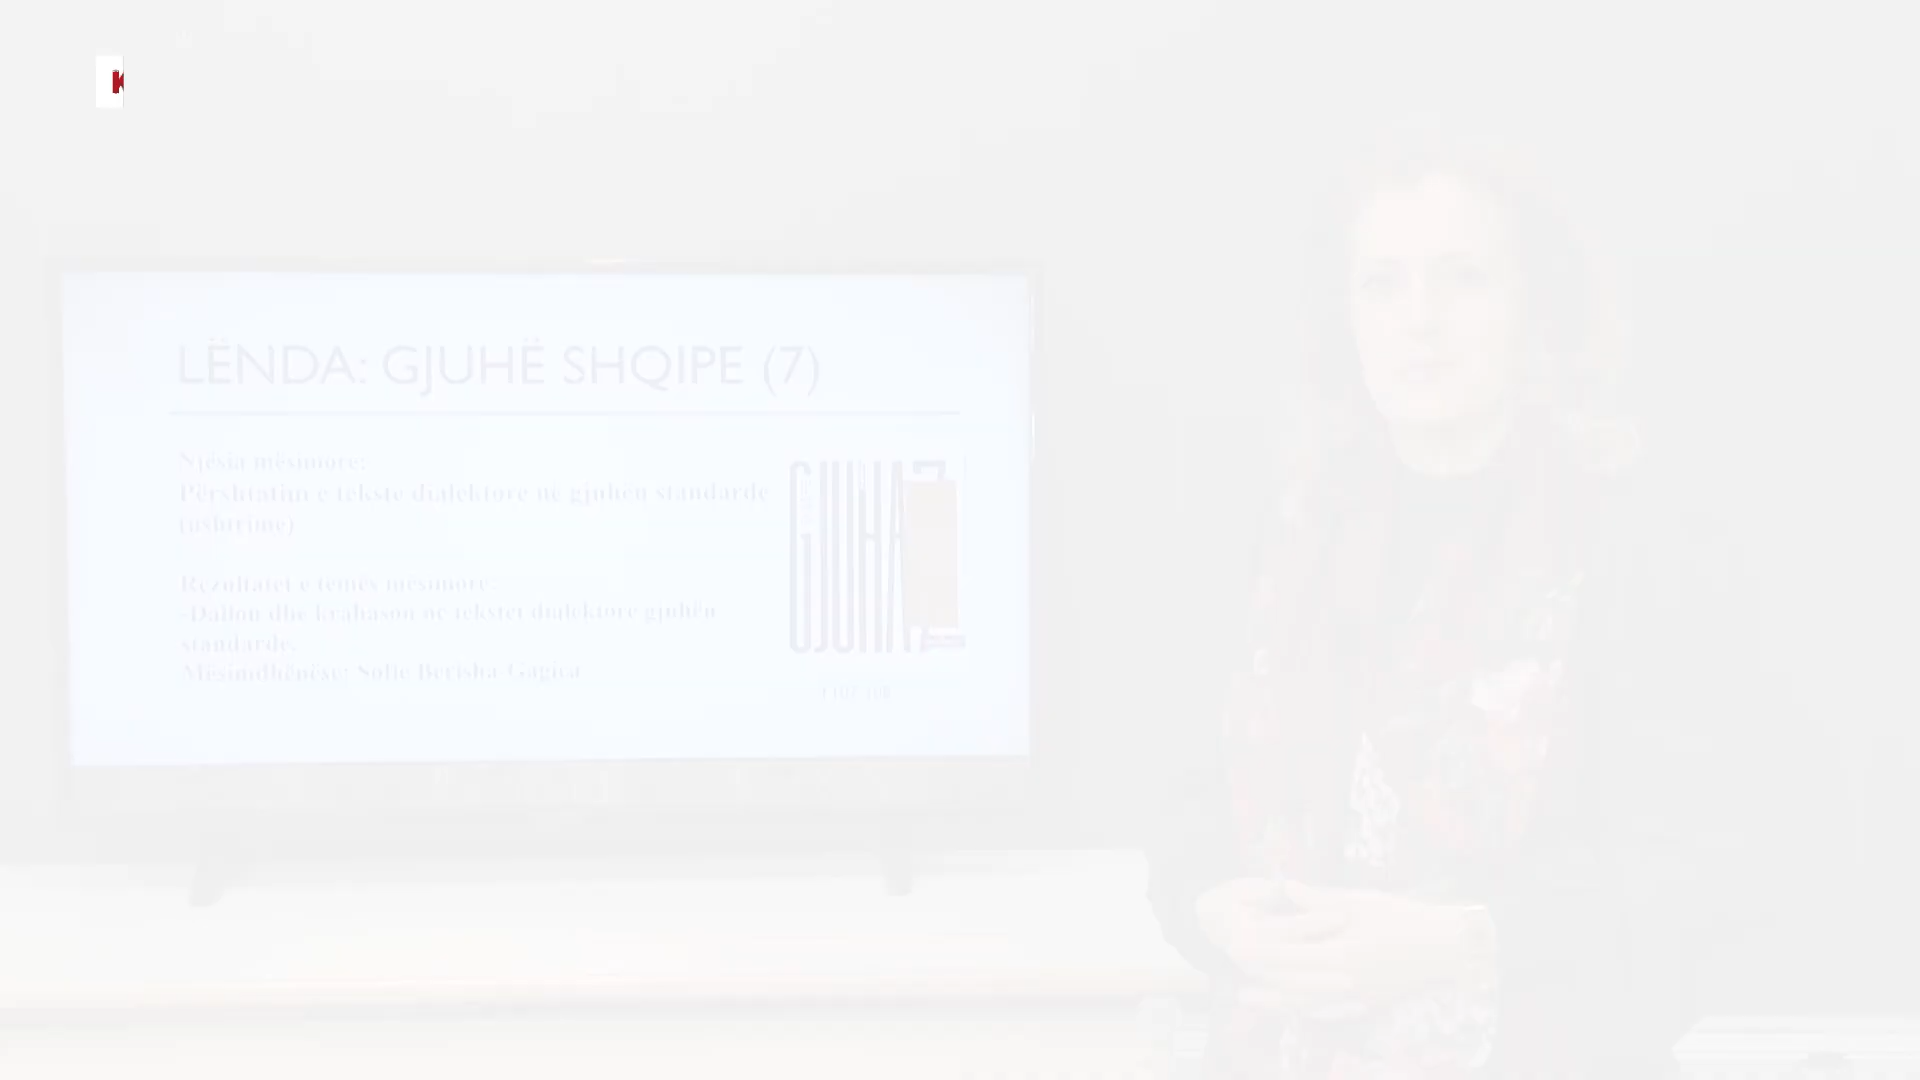 K
LËNDA: GJUHË SHQIPE (7)
Njësia mësimore:
Përshtatim e tekste dialektore në gjuhën standarde
(ushtrime)
Rezultatet e temës mësimore:
-Dallon dhe krahason në tekstet dialektore gjuhën
standarde.
Mësimdhënëse: Sofie Berisha-
GJUHA 7